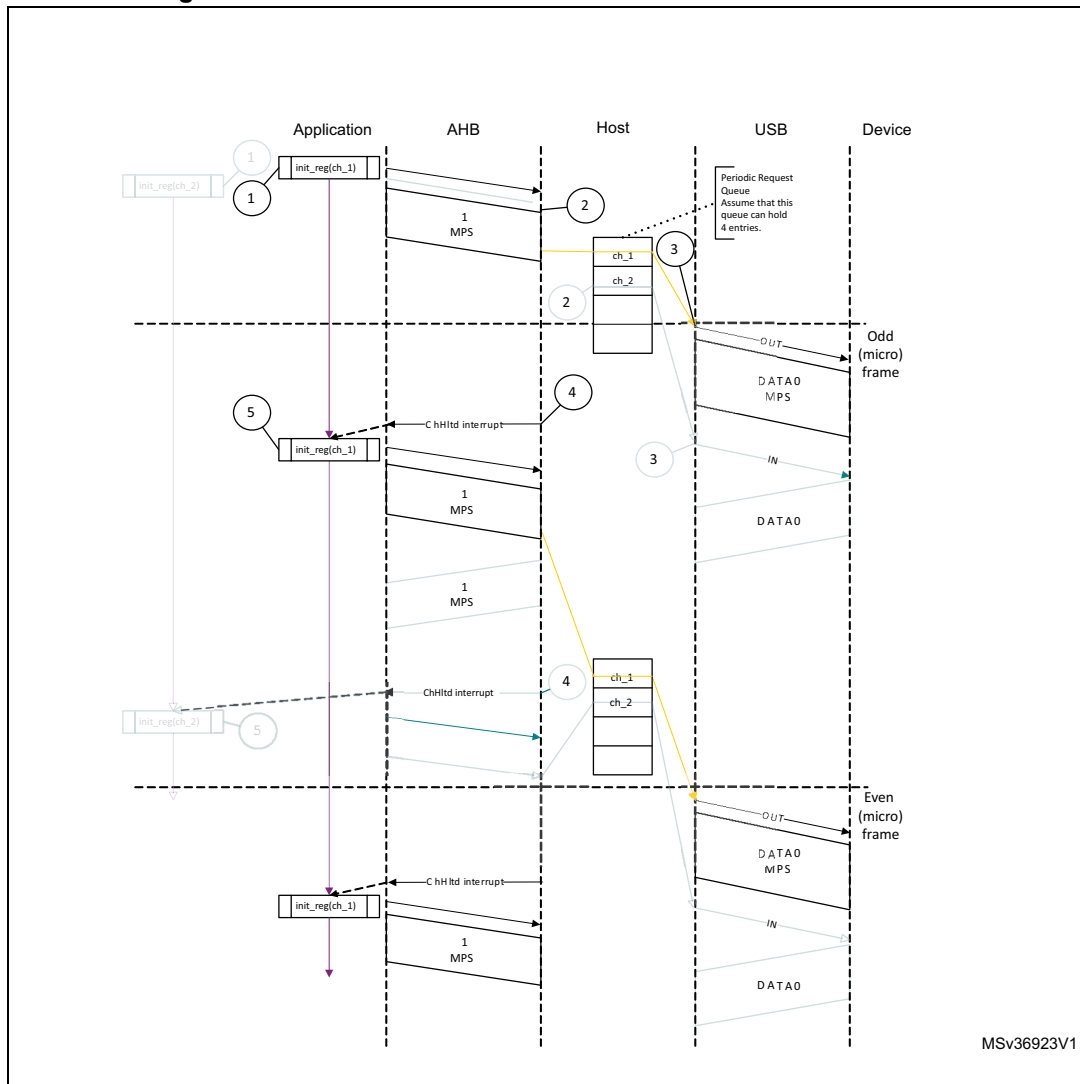 Application AHB Host USB Device
1
init_reg(ch_1)
init_reg(ch_2)
1
Periodic Request
Queue
Assume that this
queue can hold
4 entries.
2
1
MPS
3
ch_1
ch_2
2
Odd
(micro)
frame
OUT
DATA0
MPS
4
5
ChHltd interrupt
init_reg(ch_1)
3
IN
1
MPS
DATA0
1
MPS
4
ch_1
ChHltd interrupt
ch_2
init_reg(ch_2)
5
Even
(micro)
frame
OUT
DATA0
MPS
ChHltd interrupt
init_reg(ch_1)
IN
1
MPS
DATA0
MSv36923V1